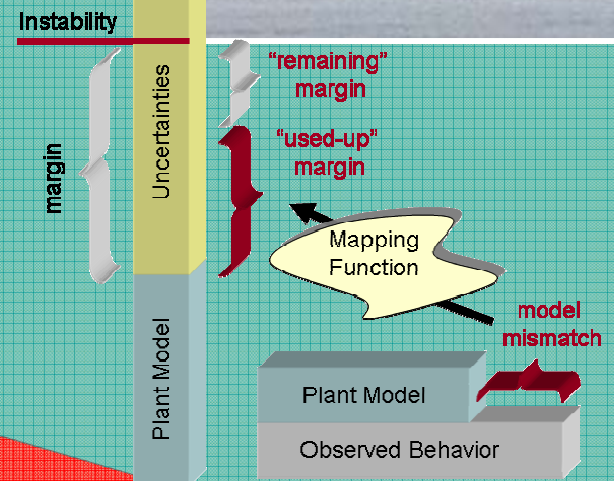 Instability
“remaining”
margin
“used-up”
margin
margin
Uncertainties
Mapping
Function
model
mismatch
Plant Model
Plant Model
Observed Behavior